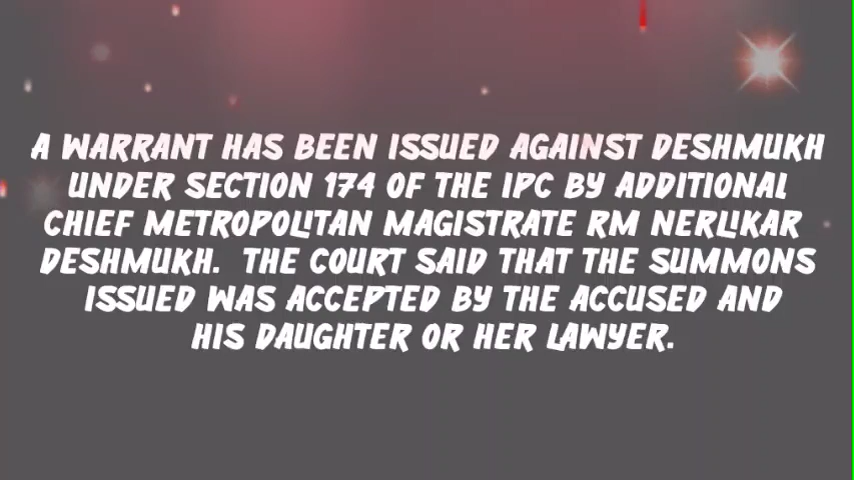 A WARRANT HAS BEEN ISSUED AGAINST DESHMUKH
UNDER SECTION 174 OF THE IPC BY ADDITIONAL
CHIEF METROPOLITAN MAGISTRATE RM NERLIKAR
DESHMUKH. THE COURT SAID THAT THE SUMMONS
ISSUED WAS ACCEPTED BY THE ACCUSED AND
HIS DAUGHTER OR HER LAWYER.